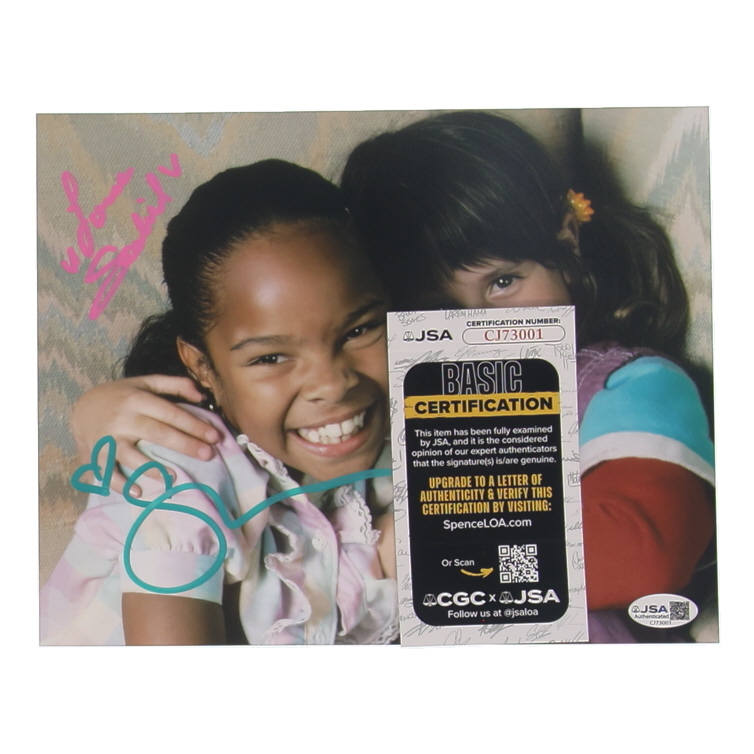 Love
JSA
CERTIFICATION NUMBER:
CJ73001
BASIC
CERTIFICATION
This item has been fully examined
by JSA, and it is the considered
opinion of our expert authenticators
that the signature(s) is/are genuine.
UPGRADE TO A LETTER OF
AUTHENTICITY & VERIFY THIS
CERTIFICATION BY VISITING:
SpenceLOA.com
Or Scan
CGC x JSA
Follow us at @jsaloa
JSA
Authenticated
CJ73001